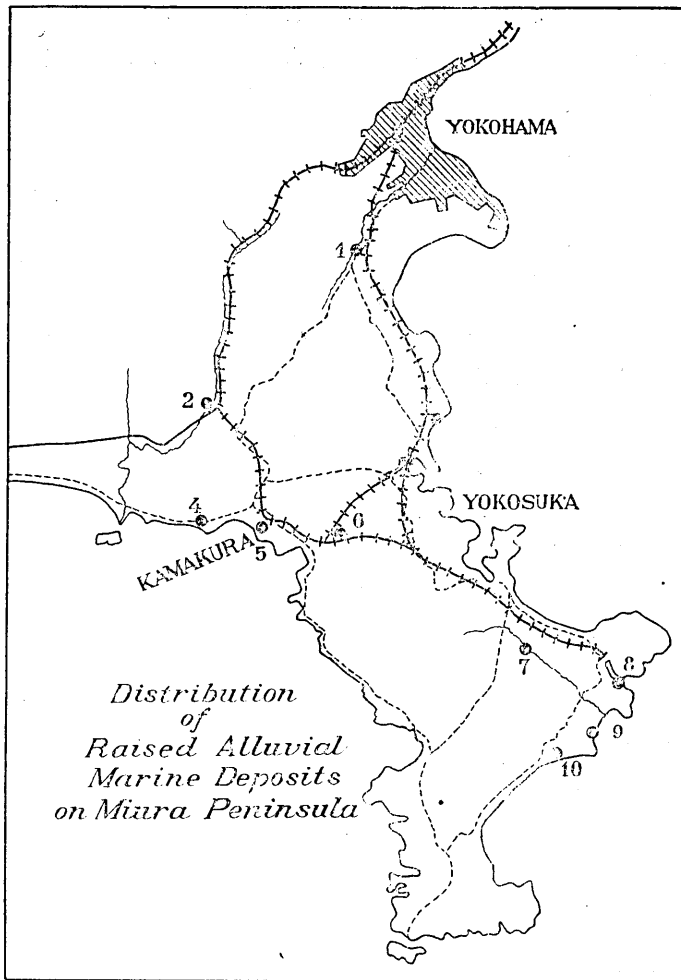 YOKOHAMA
1
2
YOKOSUKA
4
6
5
KAMAKURA
7
8
9
10
Distribution
of
Raised Alluvial
Marine Deposits
on Miura Peninsula